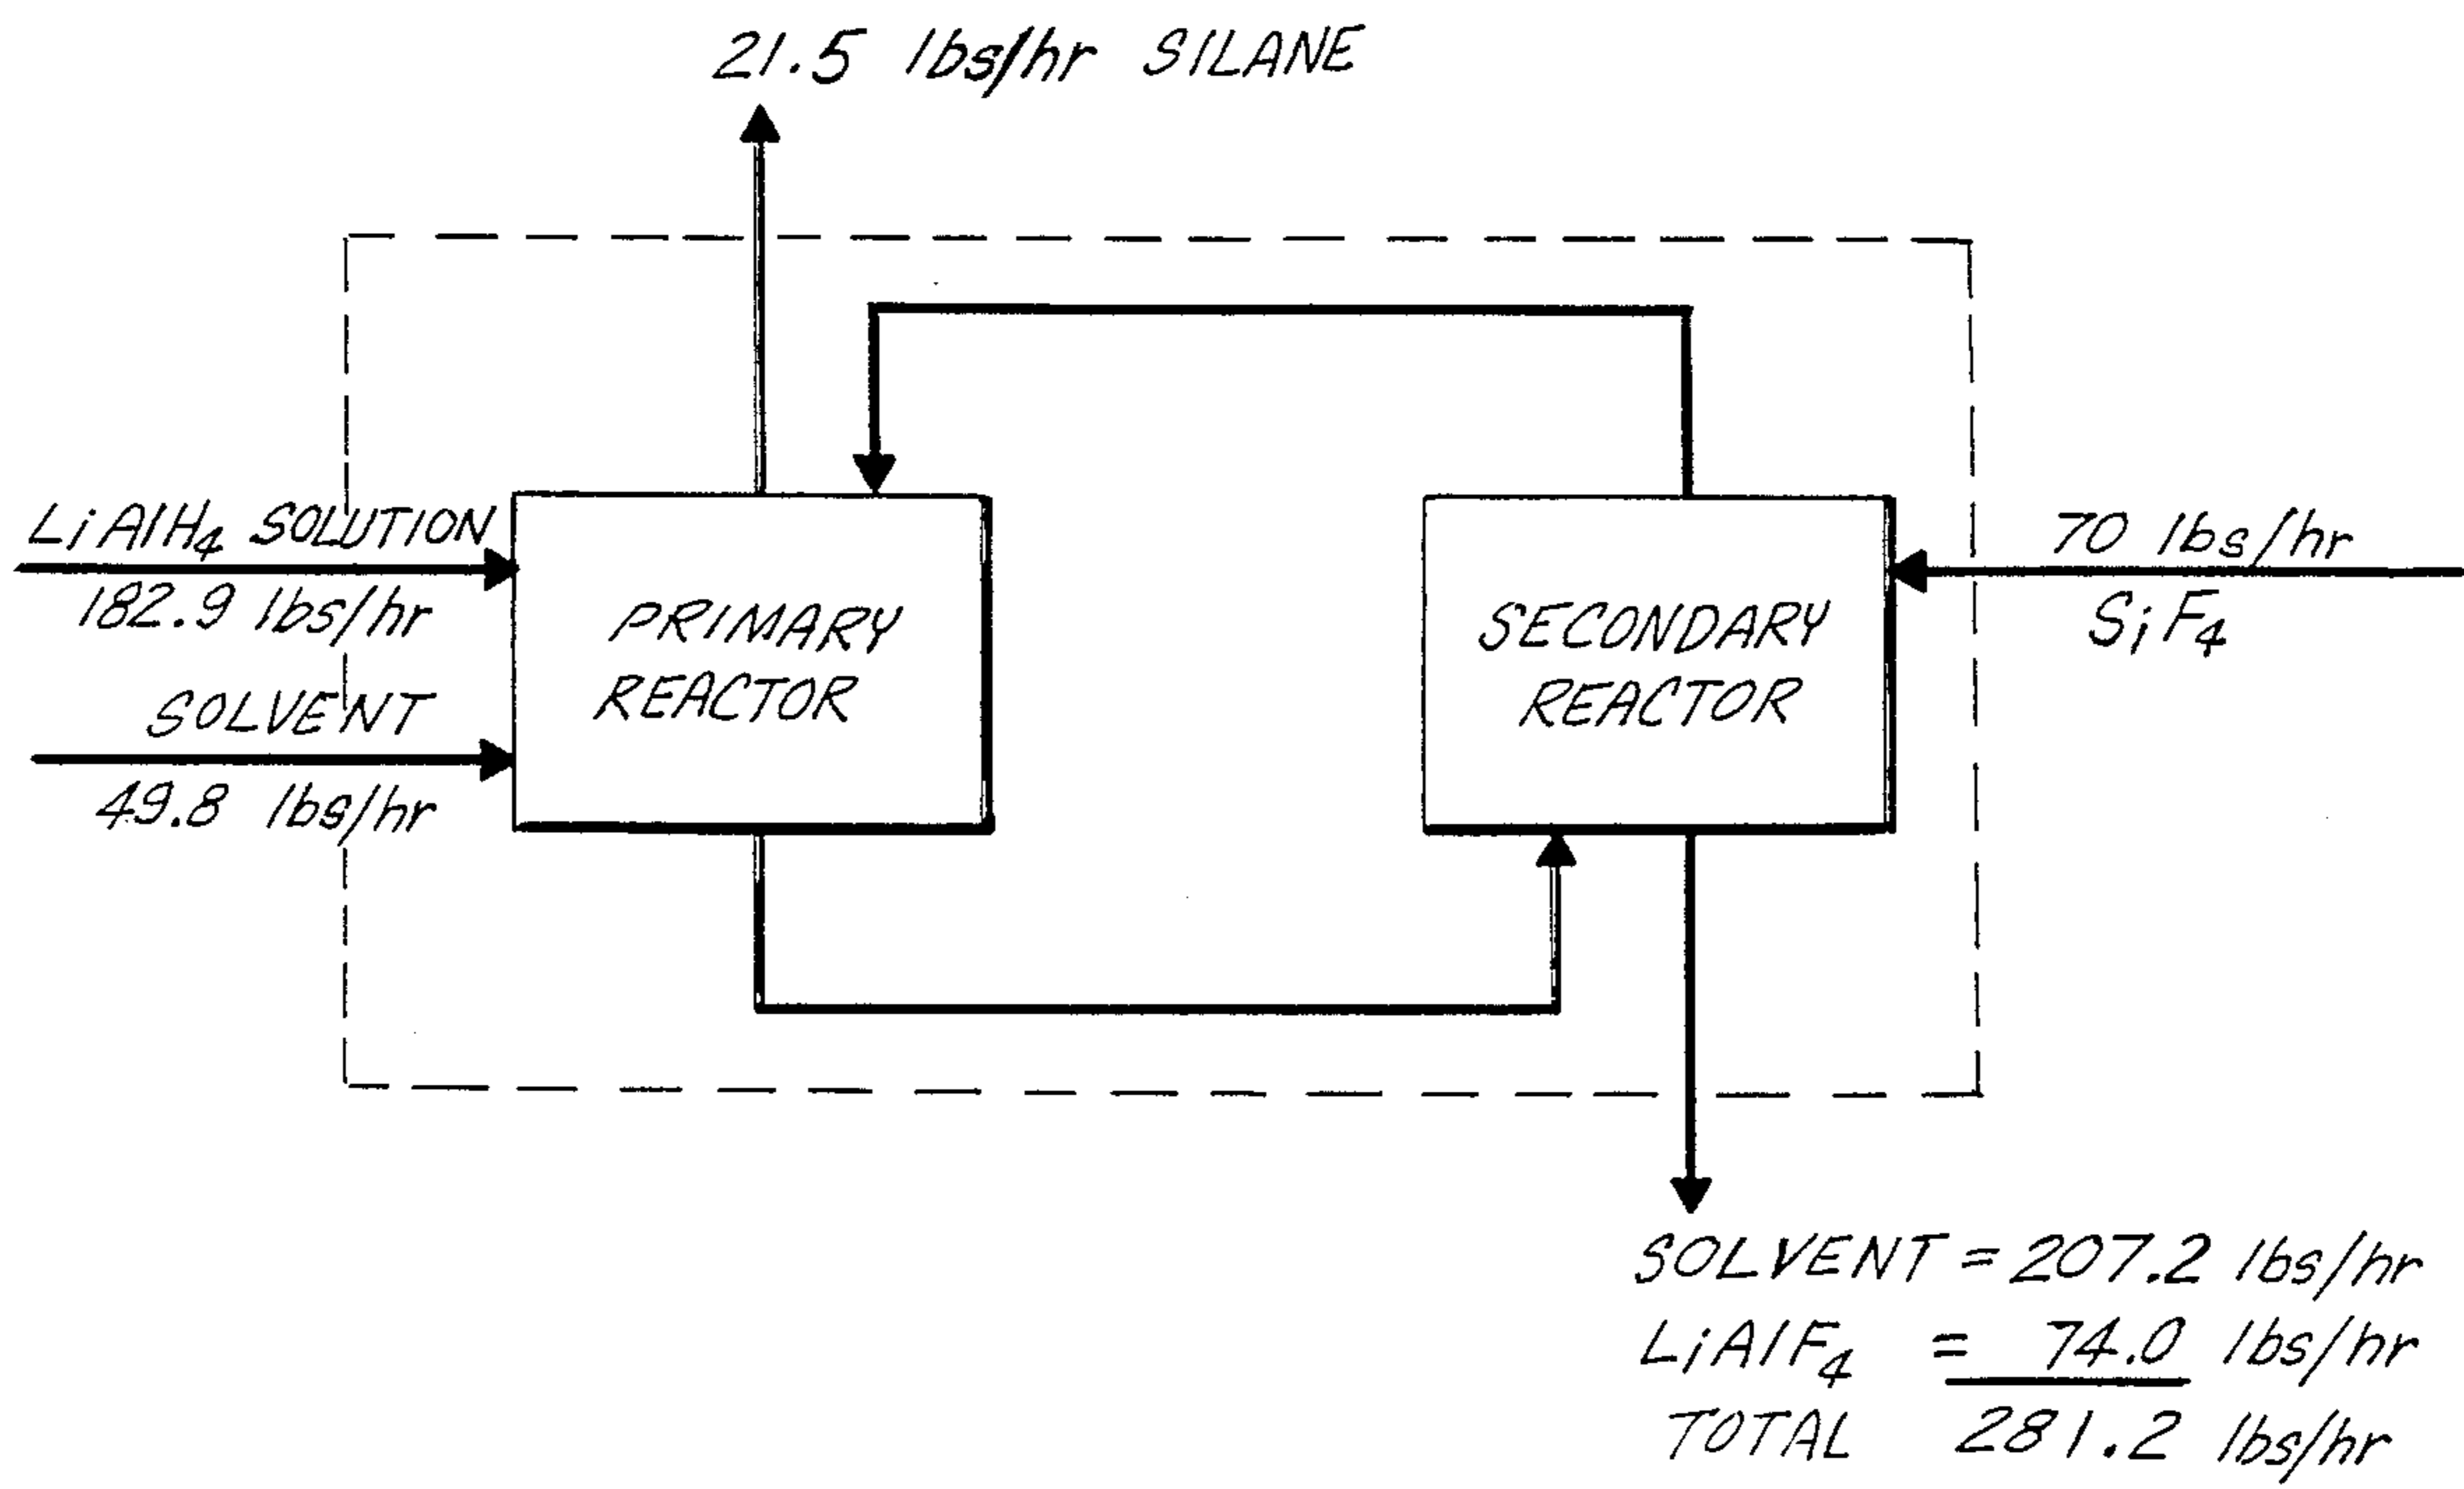 21.5 lbs/hr SILANE
LiAlH₄ SOLUTION
182.9 lbs/hr
SOLVENT
49.8 lbs/hr
PRIMARY
REACTOR
SECONDARY
REACTOR
70 lbs/hr
SiF₄
SOLVENT = 207.2 lbs/hr
LiAlF₄ = 74.0 lbs/hr
TOTAL 281.2 lbs/hr